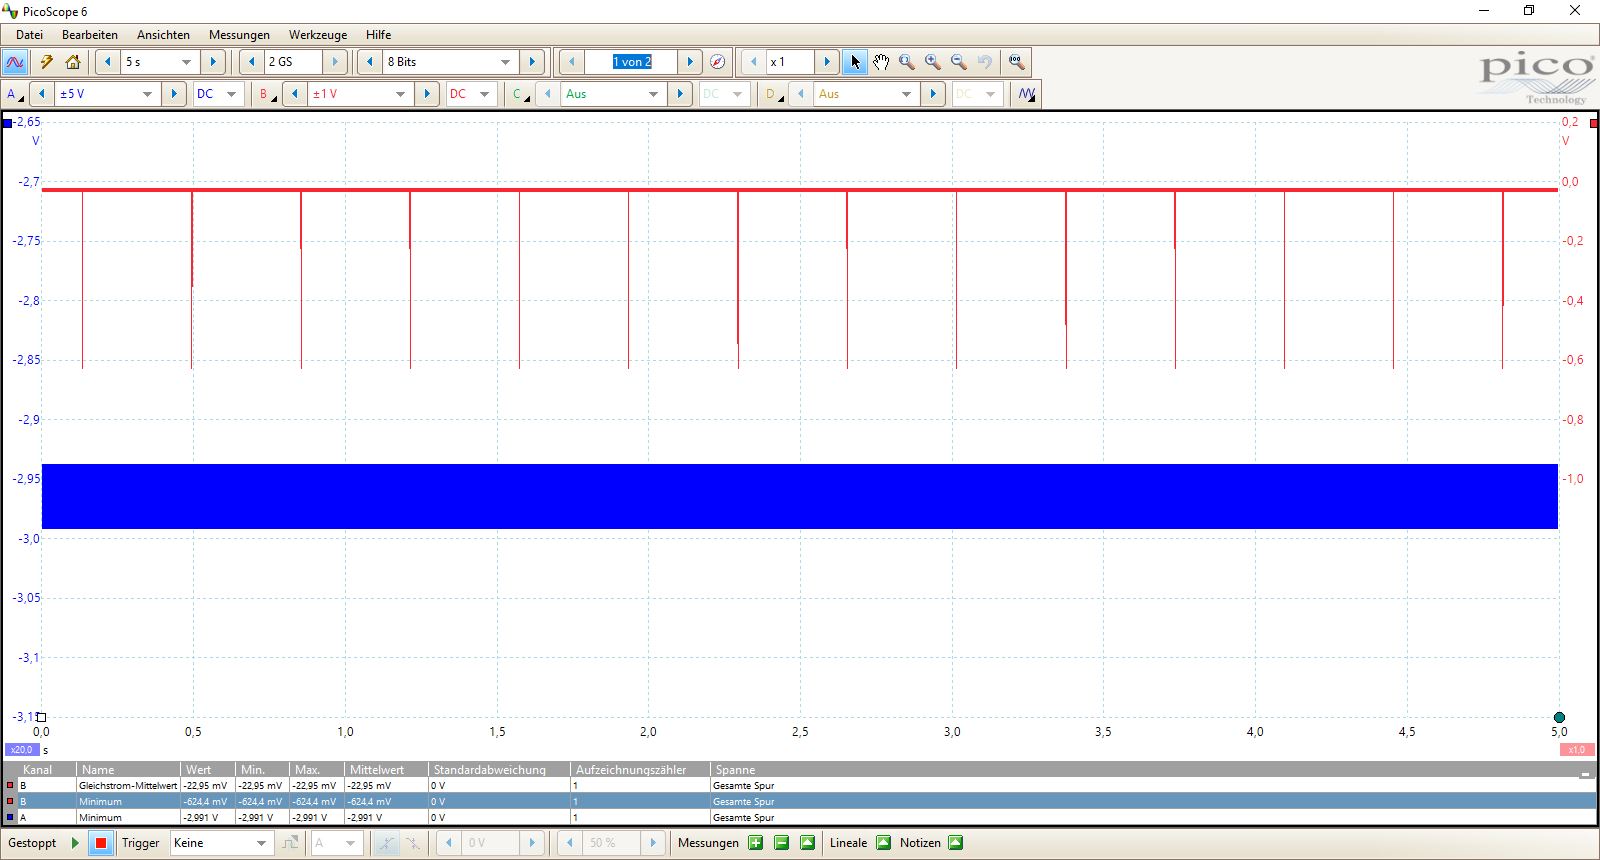 PicoScope 6
Datei Bearbeiten Ansichten Messungen Werkzeuge Hilfe
5 s 2 GS 8 Bits 1 von 2 x 1
A ±5 V DC B ±1 V DC C Aus DC D Aus DC
pico
Technology
-2,65 0,2
V V
-2,7 0,0
-2,75 -0,2
-2,8 -0,4
-2,85 -0,6
-2,9 -0,8
-2,95 -1,0
-3,0
-3,05
-3,1
-3,15
0,0 0,5 1,0 1,5 2,0 2,5 3,0 3,5 4,0 4,5 5,0
x20,0 s x1,0
Kanal Name Wert Min. Max. Mittelwert Standardabweichung Aufzeichnungszähler Spanne
B Gleichstrom-Mittelwert -22,95 mV -22,95 mV -22,95 mV -22,95 mV 0 V 1 Gesamte Spur
B Minimum -624,4 mV -624,4 mV -624,4 mV -624,4 mV 0 V 1 Gesamte Spur
A Minimum -2,991 V -2,991 V -2,991 V -2,991 V 0 V 1 Gesamte Spur
Gestoppt Trigger Keine A 0 V 50 % Messungen Lineale Notizen